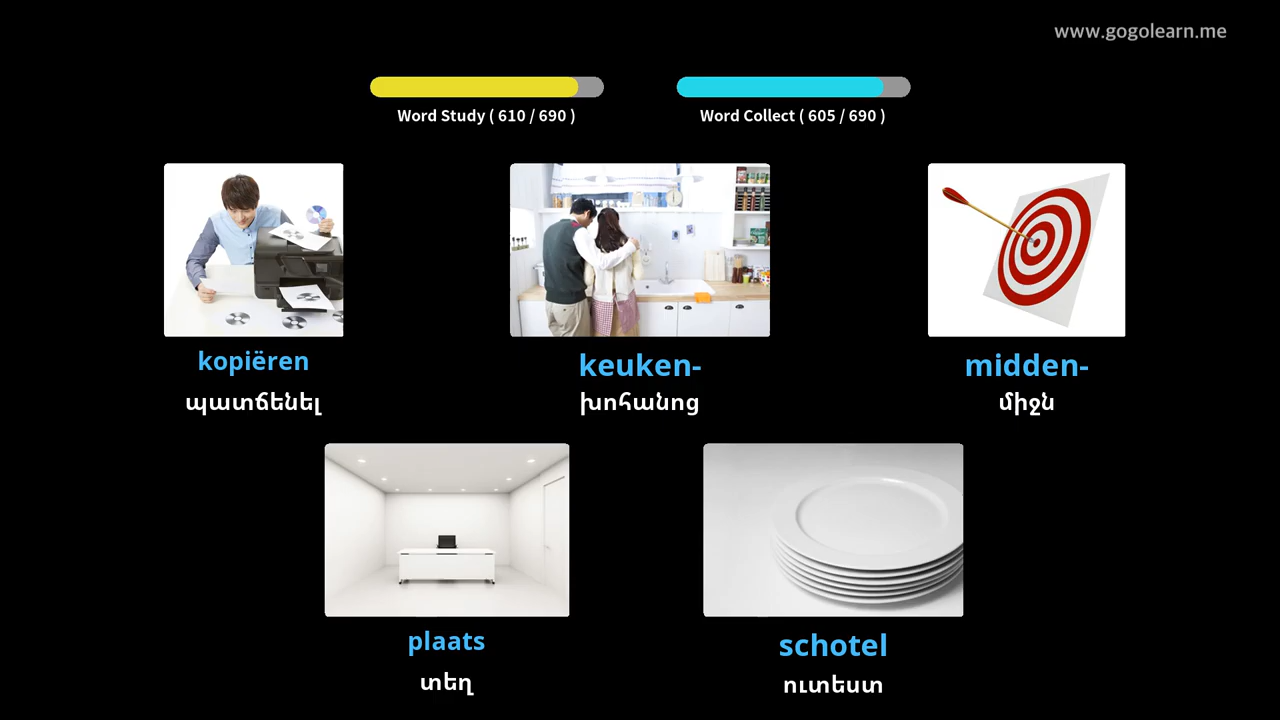 www.gogolearn.me
Word Study ( 610 / 690 )
Word Collect ( 605 / 690 )
kopiëren
պատճենել
keuken-
խոհանոց
midden-
միջն
plaats
տեղ
schotel
ուտեստ